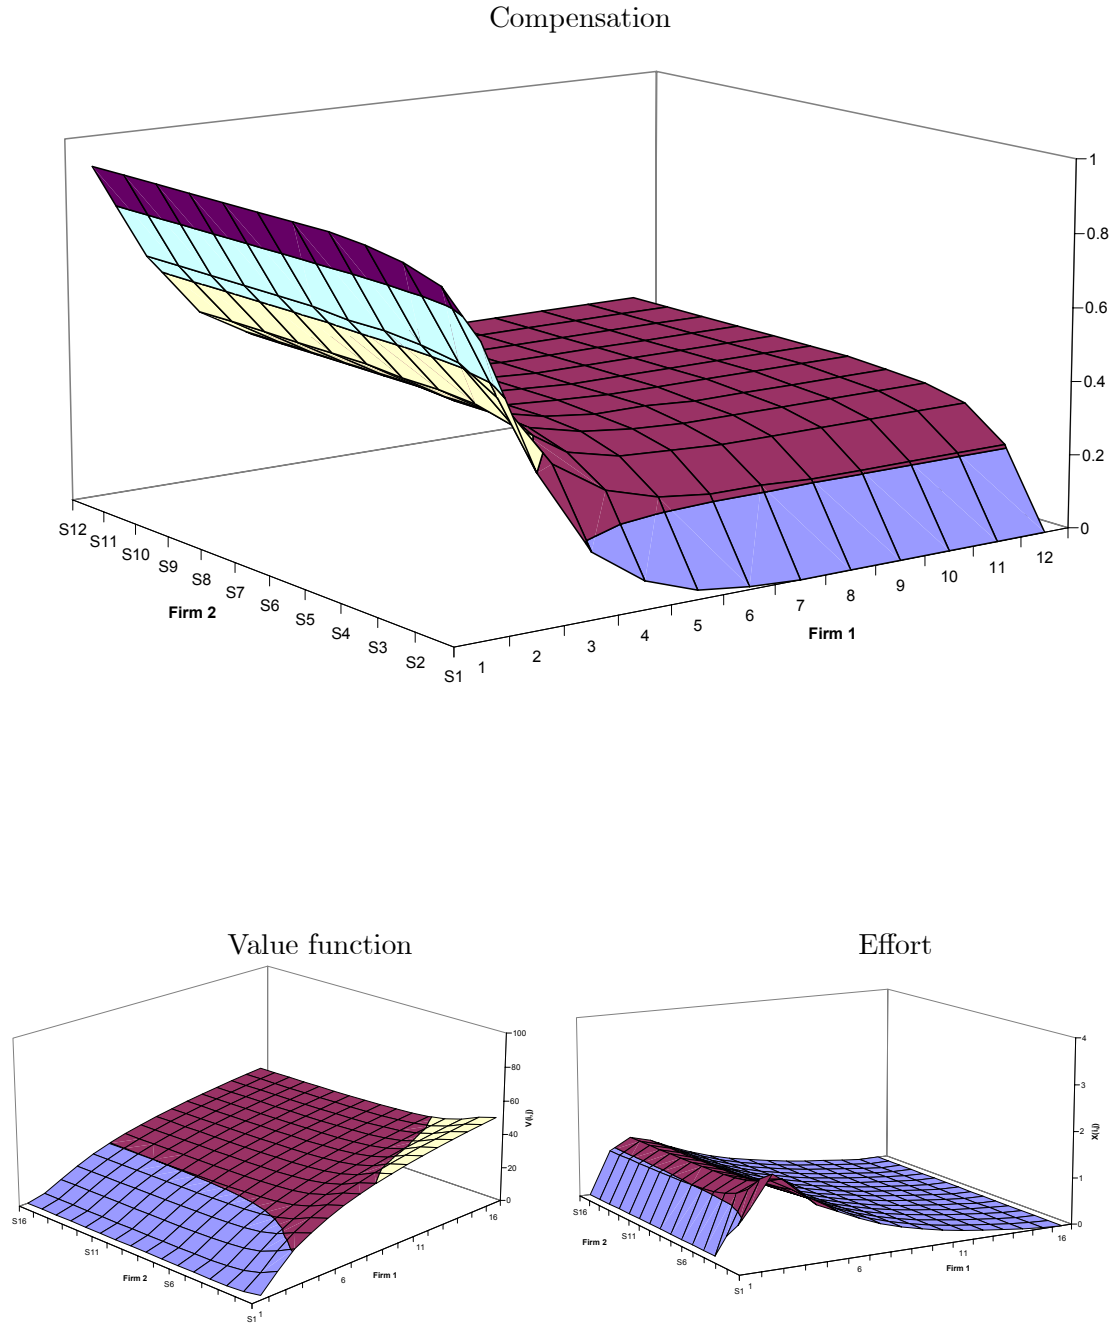 Compensation
1
0.8
0.6
0.4
0.2
0
S12
S11
S10
S9
S8
S7
S6
S5
S4
S3
S2
S1
Firm 2
1
2
3
4
5
6
7
8
9
10
11
12
Firm 1
Value function
100
80
60
40
20
0
V(i,j)
S16
S11
S6
S1
Firm 2
1
6
11
16
Firm 1
Effort
4
3
2
1
0
X(i,j)
S16
S11
S6
S1
Firm 2
1
6
11
16
Firm 1